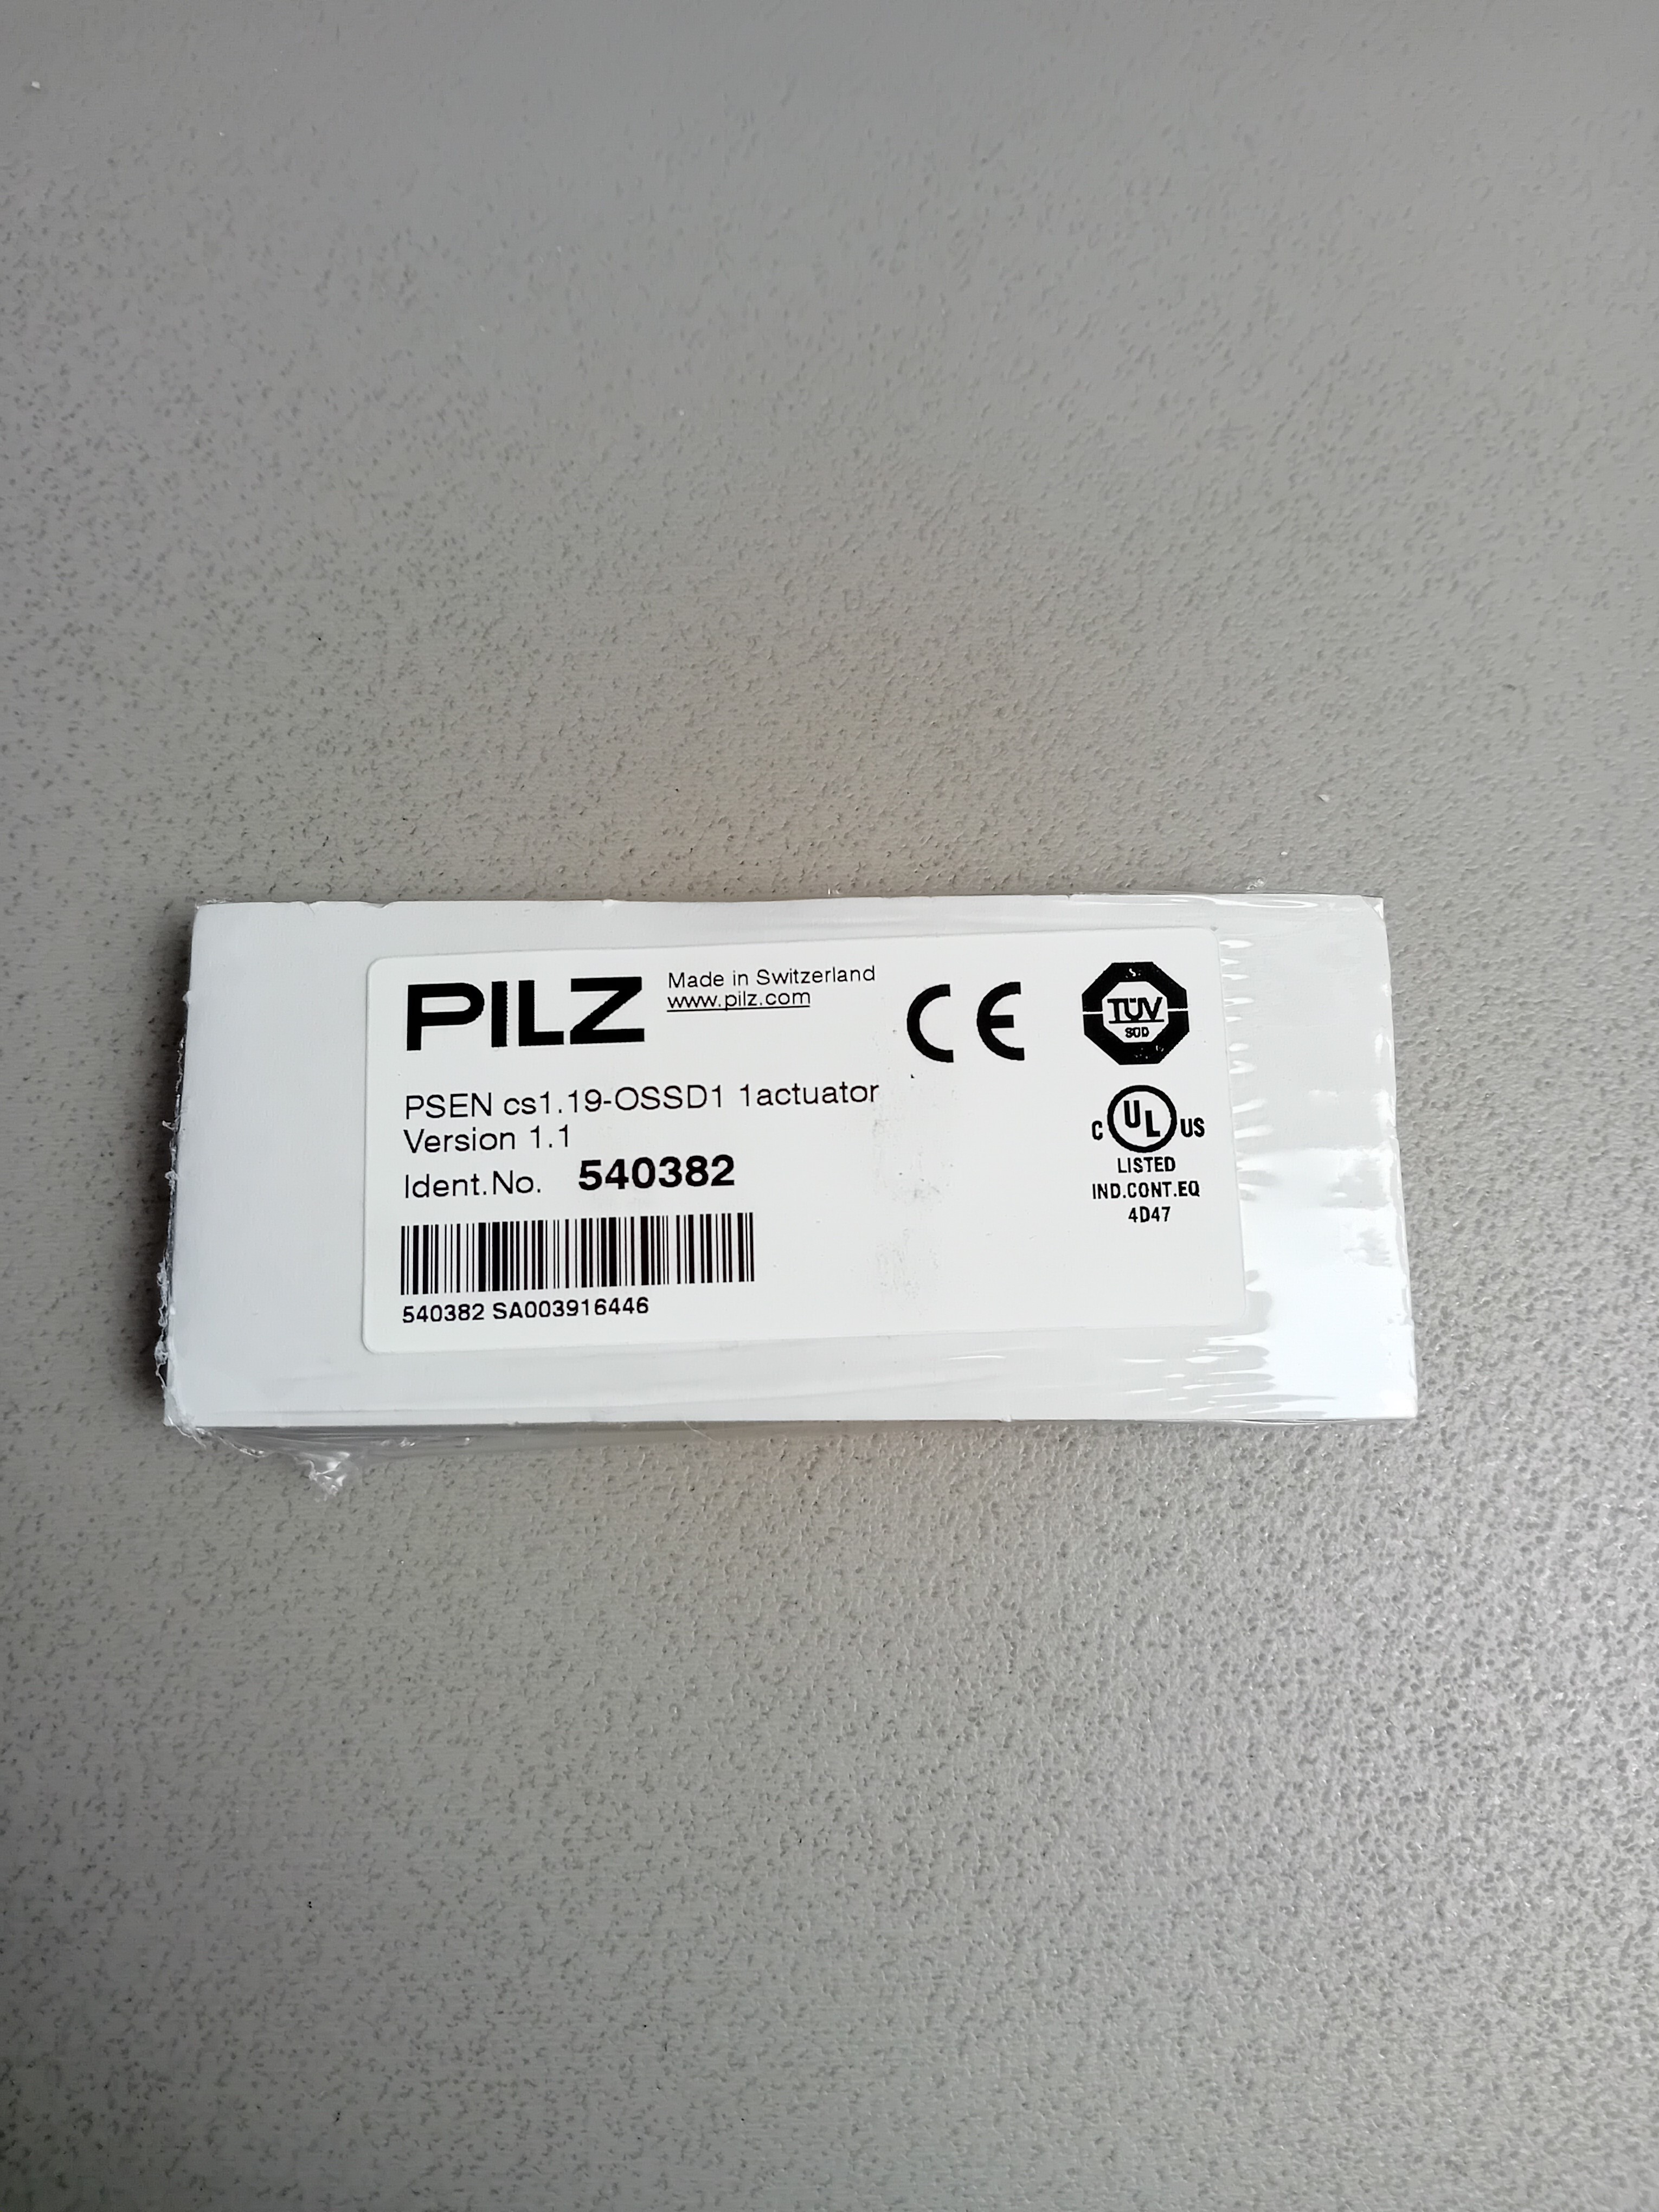 PILZ
Made in Switzerland
www.pilz.com
CE
TÜV
SÜD
PSEN cs1.19-OSSD1 1actuator
Version 1.1
Ident.No. 540382
C UL US
LISTED
IND.CONT.EQ
4D47
540382 SA003916446